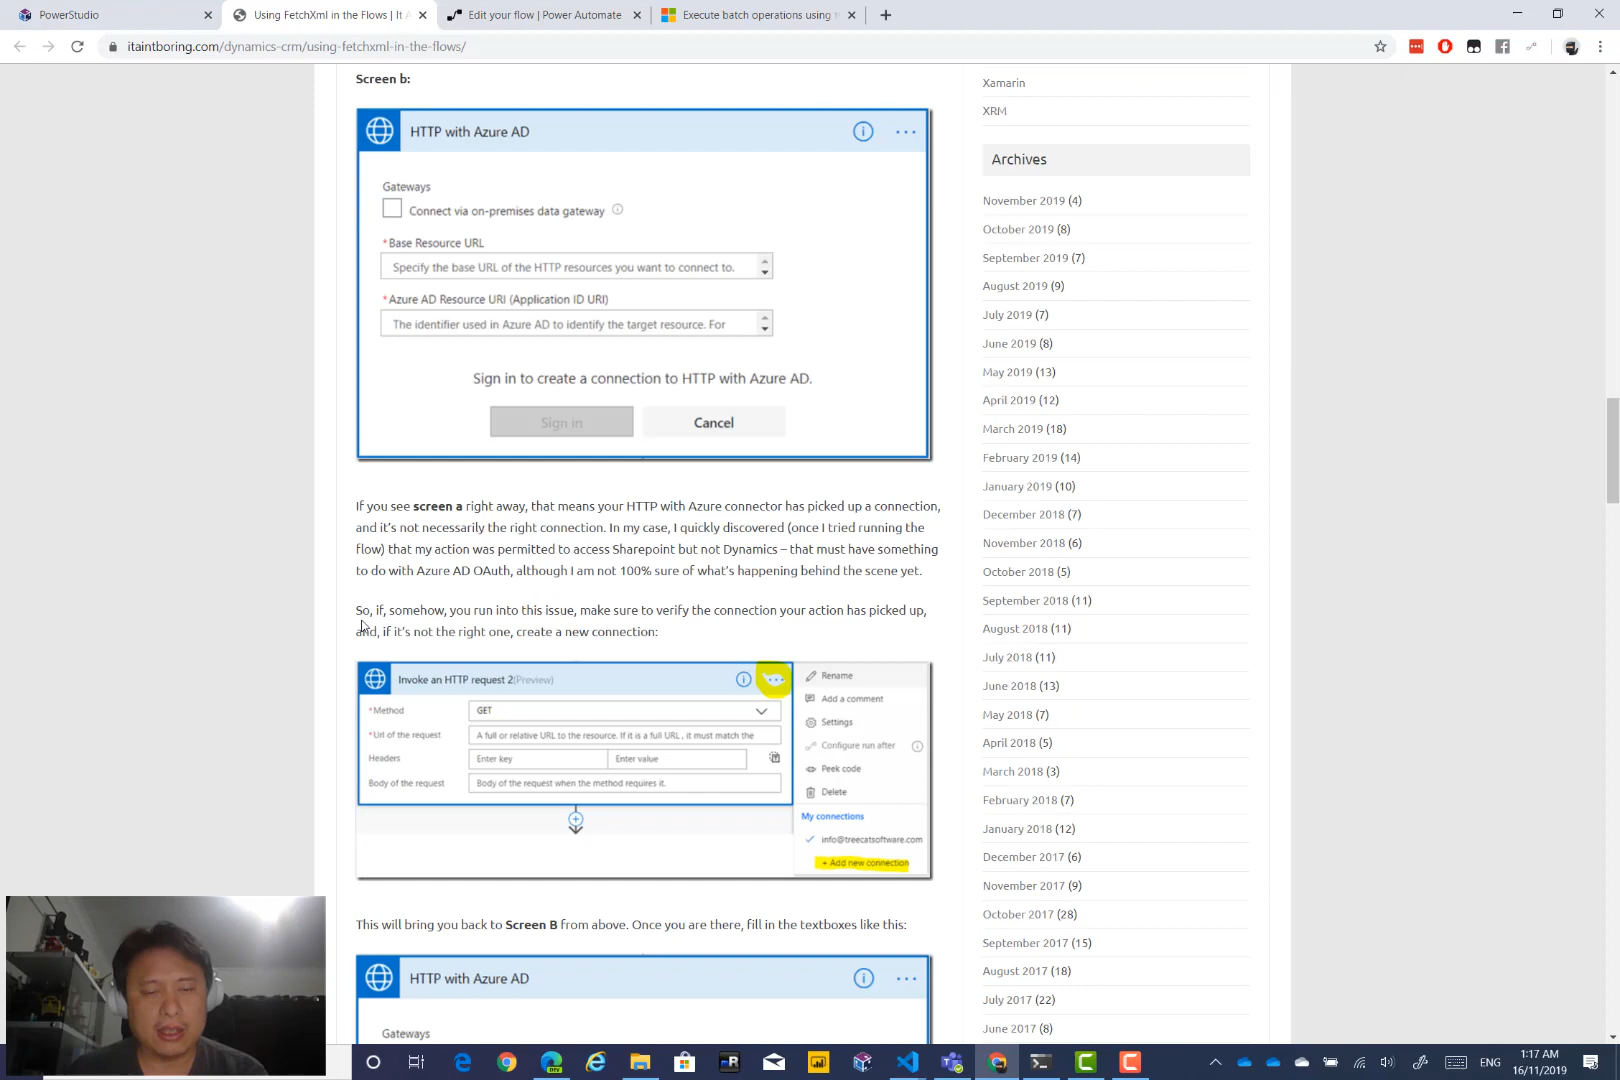 PowerStudio
Using FetchXml in the Flows | It A
Edit your flow | Power Automate
Execute batch operations using t
itaintboring.com/dynamics-crm/using-fetchxml-in-the-flows/
Screen b:
HTTP with Azure AD
Gateways
Connect via on-premises data gateway
*Base Resource URL
Specify the base URL of the HTTP resources you want to connect to.
*Azure AD Resource URI (Application ID URI)
The identifier used in Azure AD to identify the target resource. For
Sign in to create a connection to HTTP with Azure AD.
Sign in
Cancel
If you see screen a right away, that means your HTTP with Azure connector has picked up a connection,
and it's not necessarily the right connection. In my case, I quickly discovered (once I tried running the
flow) that my action was permitted to access Sharepoint but not Dynamics – that must have something
to do with Azure AD OAuth, although I am not 100% sure of what's happening behind the scene yet.
So, if, somehow, you run into this issue, make sure to verify the connection your action has picked up,
and, if it's not the right one, create a new connection:
Invoke an HTTP request 2(Preview)
*Method
GET
*Url of the request
A full or relative URL to the resource. If it is a full URL, it must match the
Headers
Enter key
Enter value
Body of the request
Body of the request when the method requires it.
Rename
Add a comment
Settings
Configure run after
Peek code
Delete
My connections
info@treecatsoftware.com
+ Add new connection
This will bring you back to Screen B from above. Once you are there, fill in the textboxes like this:
HTTP with Azure AD
Gateways
Xamarin
XRM
Archives
November 2019 (4)
October 2019 (8)
September 2019 (7)
August 2019 (9)
July 2019 (7)
June 2019 (8)
May 2019 (13)
April 2019 (12)
March 2019 (18)
February 2019 (14)
January 2019 (10)
December 2018 (7)
November 2018 (6)
October 2018 (5)
September 2018 (11)
August 2018 (11)
July 2018 (11)
June 2018 (13)
May 2018 (7)
April 2018 (5)
March 2018 (3)
February 2018 (7)
January 2018 (12)
December 2017 (6)
November 2017 (9)
October 2017 (28)
September 2017 (15)
August 2017 (18)
July 2017 (22)
June 2017 (8)
ENG
1:17 AM
16/11/2019